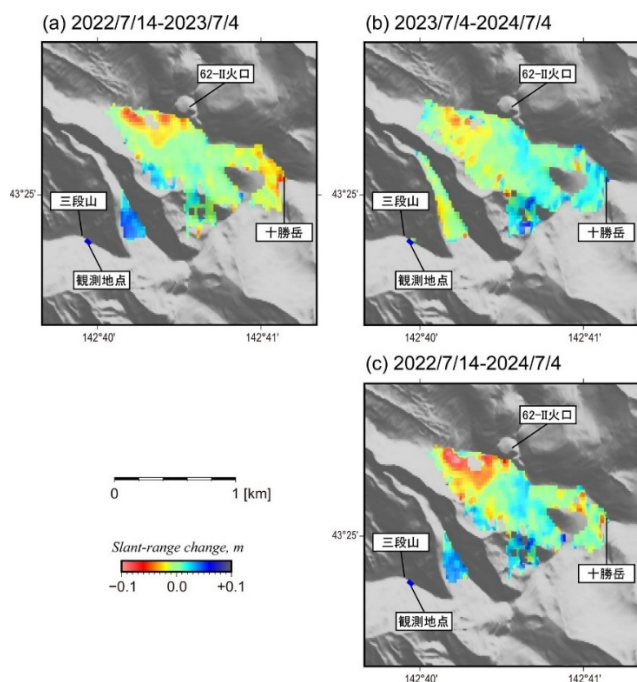 (a) 2022/7/14-2023/7/4
62-II火口
43°25'
三段山
十勝岳
観測地点
142°40'
142°41'
(b) 2023/7/4-2024/7/4
62-II火口
43°25'
三段山
十勝岳
観測地点
142°40'
142°41'
(c) 2022/7/14-2024/7/4
62-II火口
43°25'
三段山
十勝岳
観測地点
142°40'
142°41'
0 1 [km]
Slant-range change, m
−0.1 0.0 +0.1